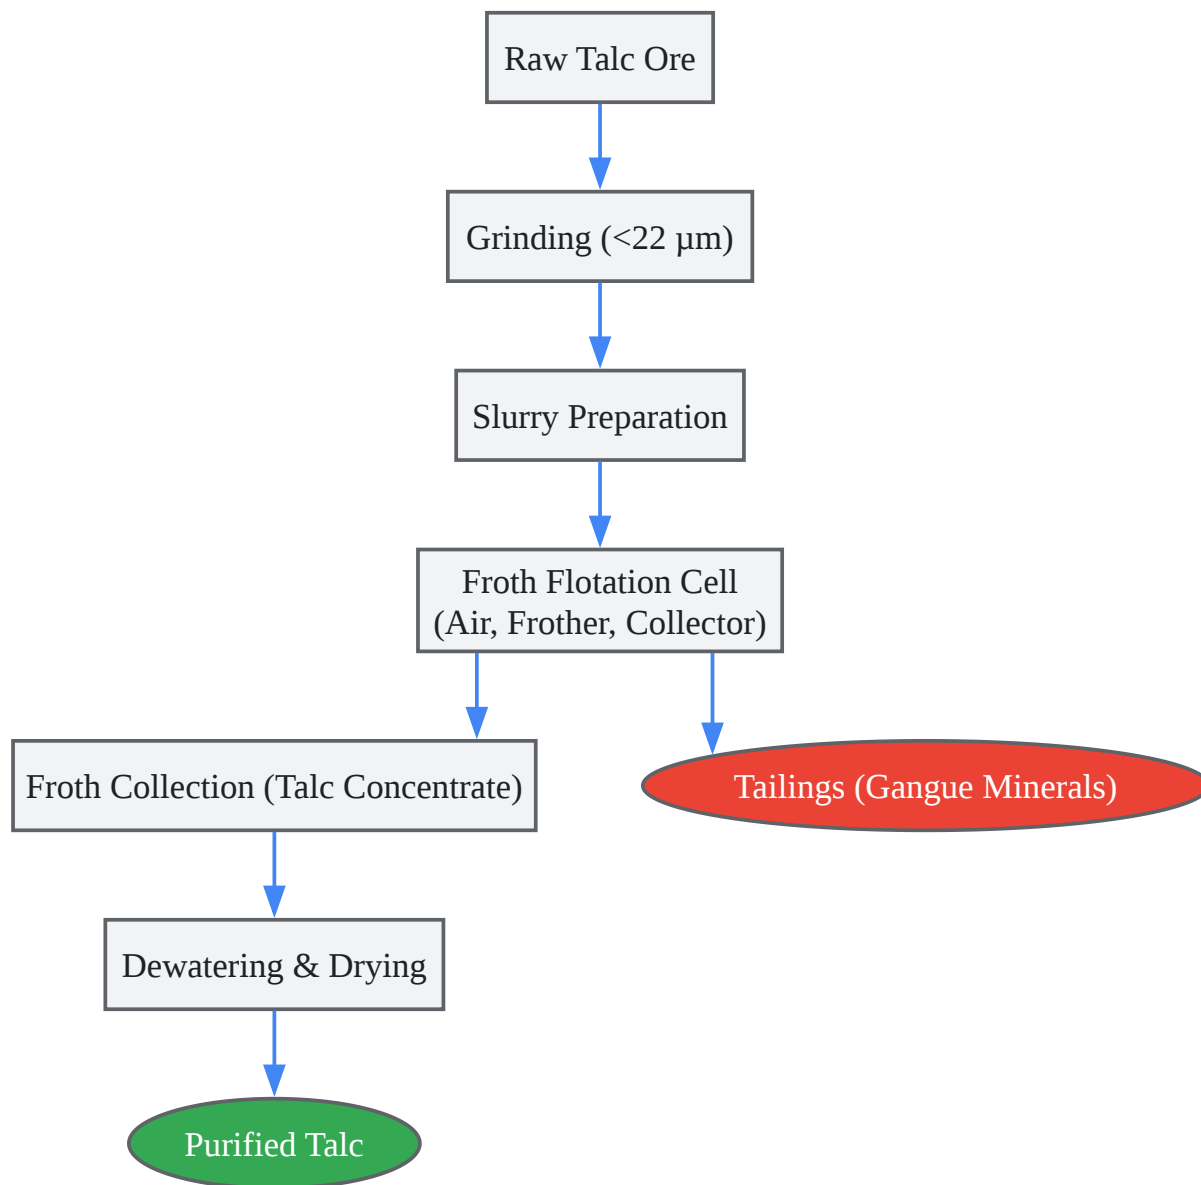 Raw Talc Ore
Grinding (<22 µm)
Slurry Preparation
Froth Flotation Cell
(Air, Frother, Collector)
Froth Collection (Talc Concentrate)
Tailings (Gangue Minerals)
Dewatering & Drying
Purified Talc